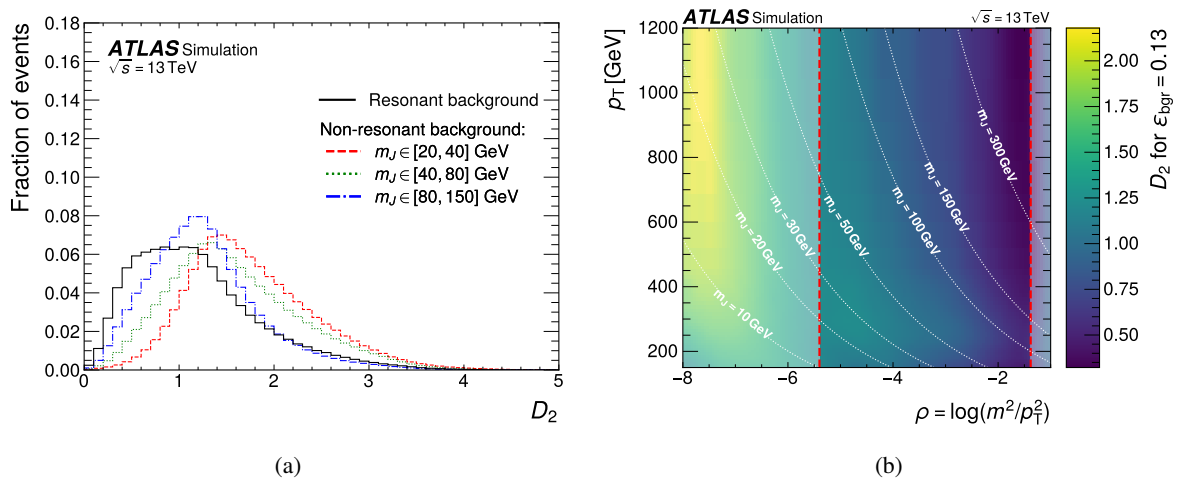 ATLAS Simulation
√s = 13 TeV
Fraction of events
0.18
0.16
0.14
0.12
0.10
0.08
0.06
0.04
0.02
0.00
Resonant background
Non-resonant background:
m_J ∈ [20, 40] GeV
m_J ∈ [40, 80] GeV
m_J ∈ [80, 150] GeV
0 1 2 3 4 5
D₂
(a)
ATLAS Simulation √s = 13 TeV
p_T [GeV]
1200
1000
800
600
400
200
m_J = 10 GeV
m_J = 20 GeV
m_J = 30 GeV
m_J = 50 GeV
m_J = 100 GeV
m_J = 150 GeV
m_J = 300 GeV
−8 −6 −4 −2
ρ = log(m²/p_T²)
2.00
1.75
1.50
1.25
1.00
0.75
0.50
D₂ for ε_bgr = 0.13
(b)